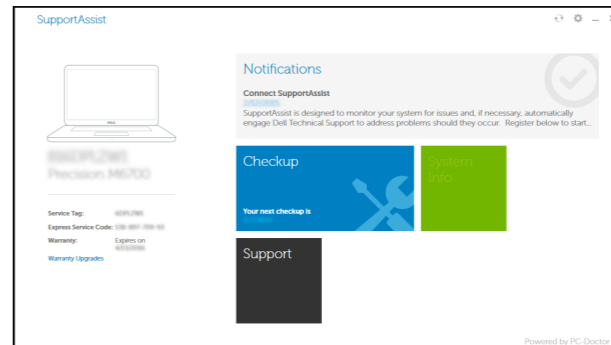 SupportAssist
Notifications
Connect SupportAssist
SupportAssist is designed to monitor your system for issues and, if necessary, automatically
engage Dell Technical Support to address problems should they occur. Register below to start...
Precision M6700
Checkup
System
Info
Your next checkup is
Service Tag:
Express Service Code:
Warranty: Expires on
Warranty Upgrades
Support
Powered by PC-Doctor